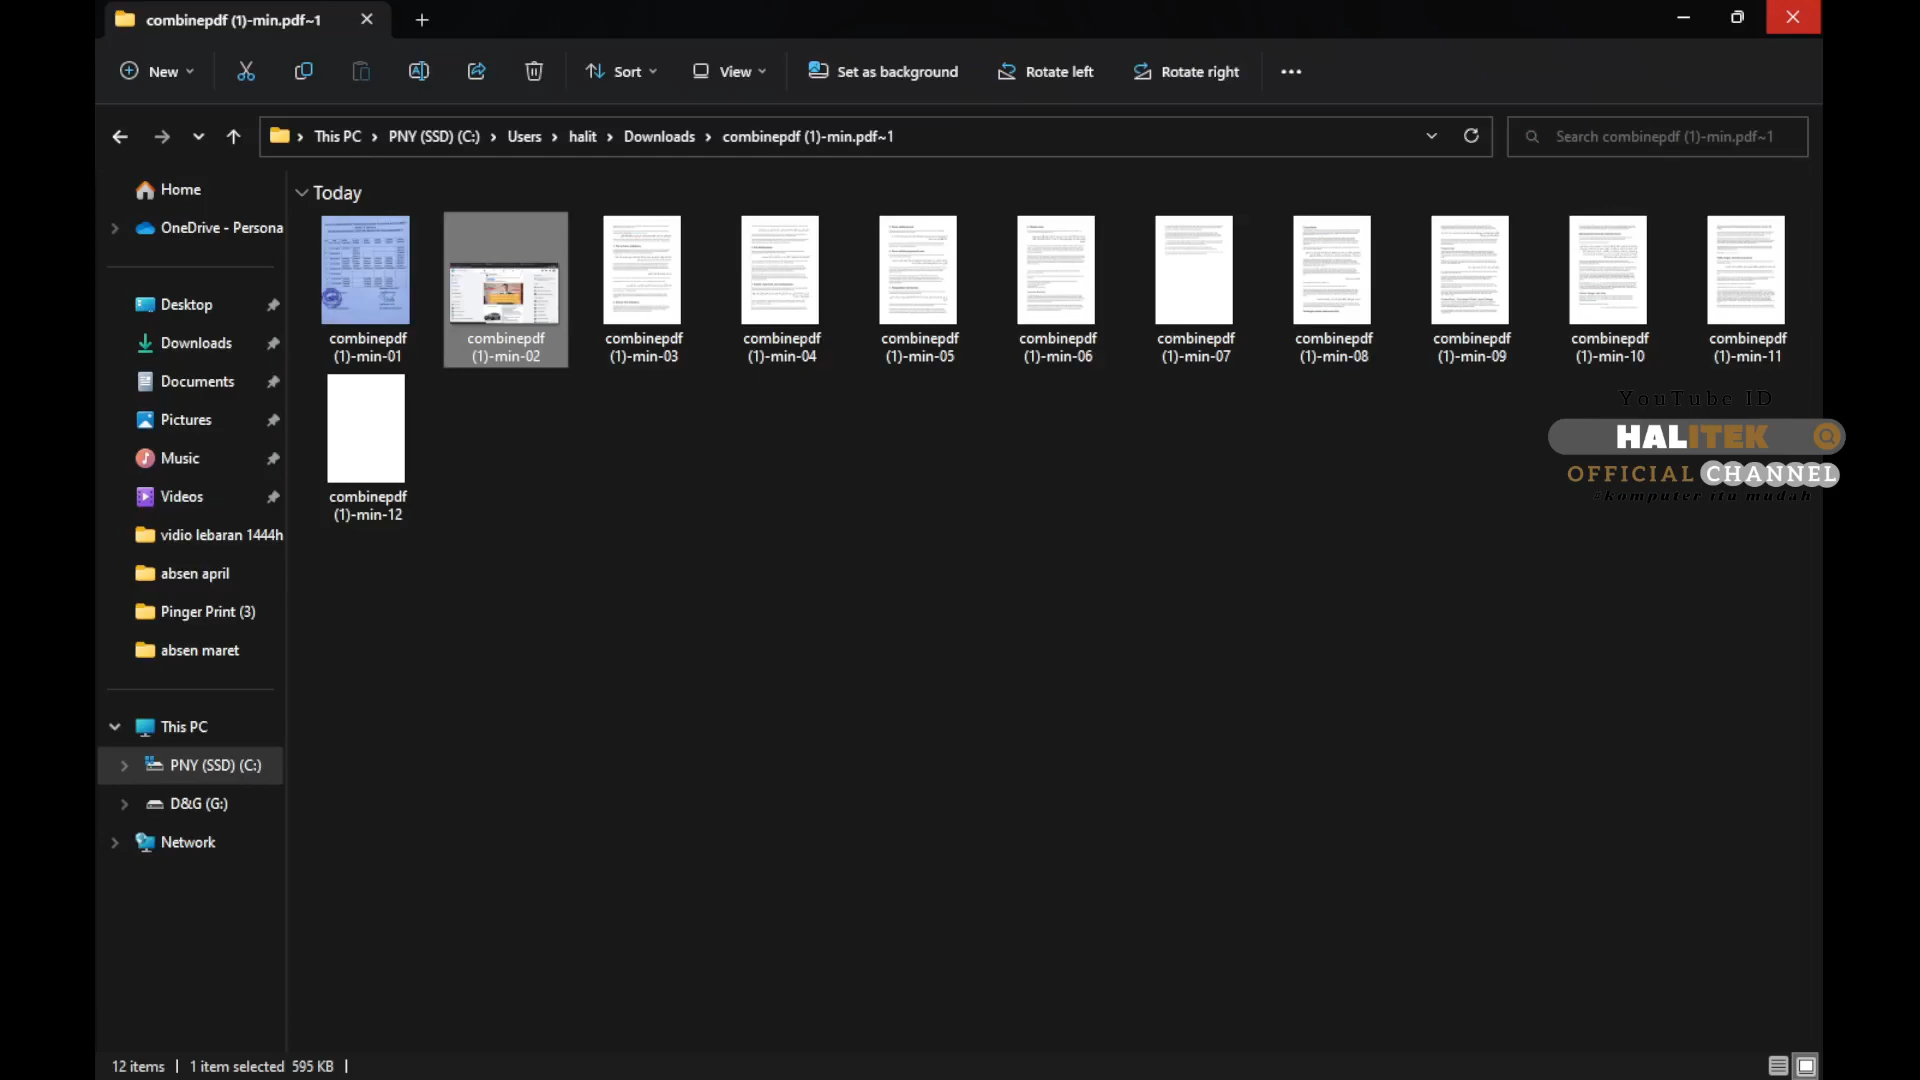 combinepdf (1)-min.pdf~1
New
Sort
View
Set as background
Rotate left
Rotate right
This PC > PNY (SSD) (C:) > Users > halit > Downloads > combinepdf (1)-min.pdf~1
Search combinepdf (1)-min.pdf~1
Home
OneDrive - Persona
Desktop
Downloads
Documents
Pictures
Music
Videos
vidio lebaran 1444h
absen april
Pinger Print (3)
absen maret
This PC
PNY (SSD) (C:)
D&G (G:)
Network
Today
combinepdf
(1)-min-01
combinepdf
(1)-min-02
combinepdf
(1)-min-03
combinepdf
(1)-min-04
combinepdf
(1)-min-05
combinepdf
(1)-min-06
combinepdf
(1)-min-07
combinepdf
(1)-min-08
combinepdf
(1)-min-09
combinepdf
(1)-min-10
combinepdf
(1)-min-11
combinepdf
(1)-min-12
YouTube ID
HALITEK
OFFICIAL CHANNEL
@komputer itu mudah
12 items | 1 item selected 595 KB |